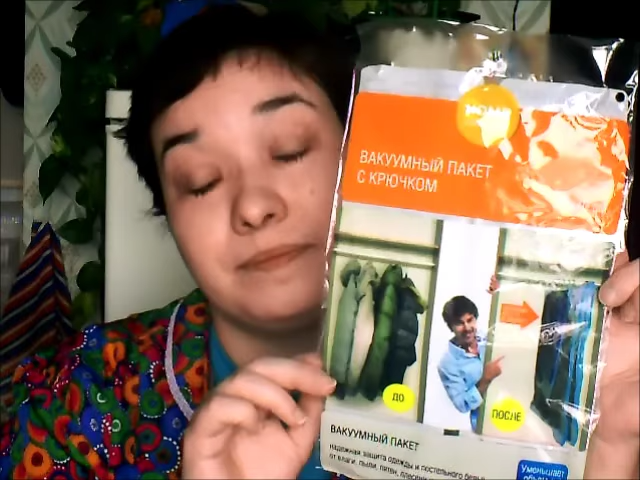 HOME
ВАКУУМНЫЙ ПАКЕТ
С КРЮЧКОМ
ДО
ПОСЛЕ
ВАКУУМНЫЙ ПАКЕТ
надежная защита одежды и постельного белья
от влаги, пыли, пятен,
Уменьшает